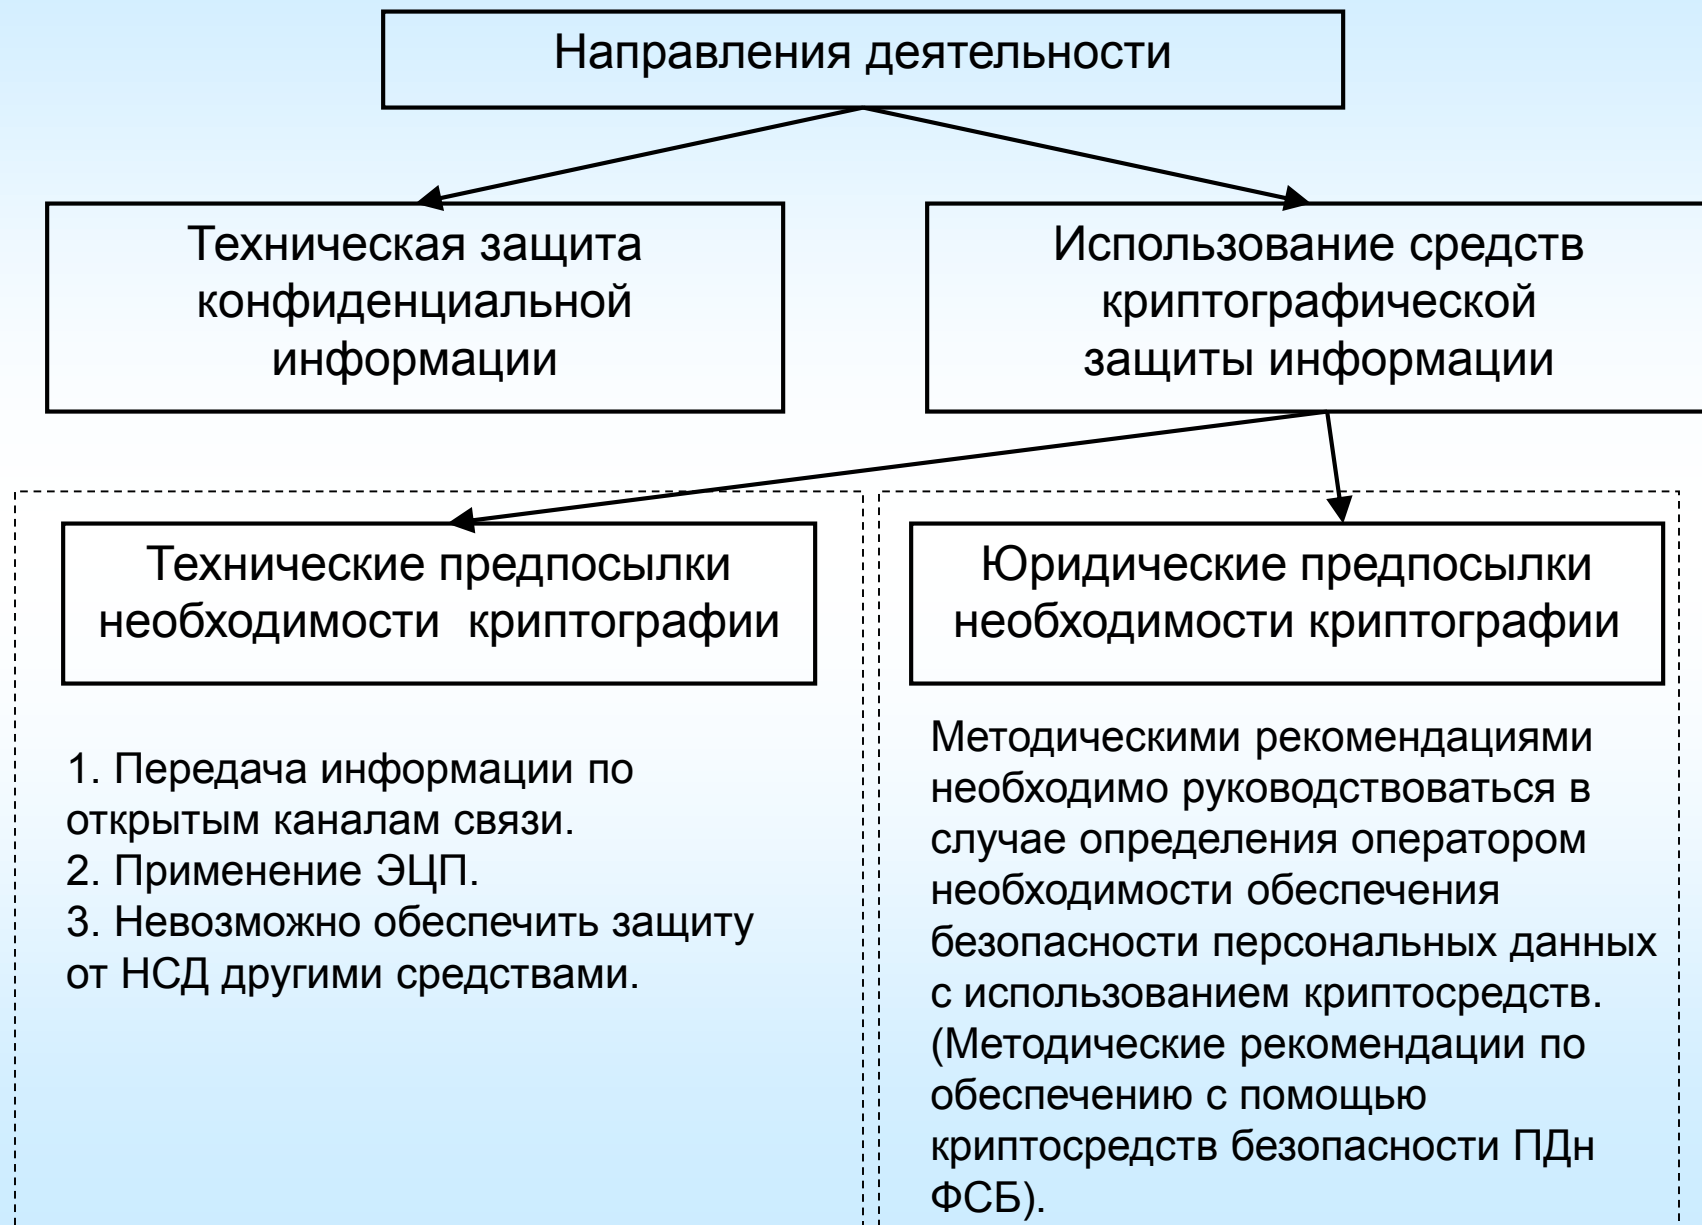 Направления деятельности
Техническая защита
конфиденциальной
информации
Использование средств
криптографической
защиты информации
Технические предпосылки
необходимости  криптографии
1. Передача информации по
открытым каналам связи.
2. Применение ЭЦП.
3. Невозможно обеспечить защиту
от НСД другими средствами.
Юридические предпосылки
необходимости криптографии
Методическими рекомендациями
необходимо руководствоваться в
случае определения оператором
необходимости обеспечения
безопасности персональных данных
с использованием криптосредств.
(Методические рекомендации по
обеспечению с помощью
криптосредств безопасности ПДн
ФСБ).